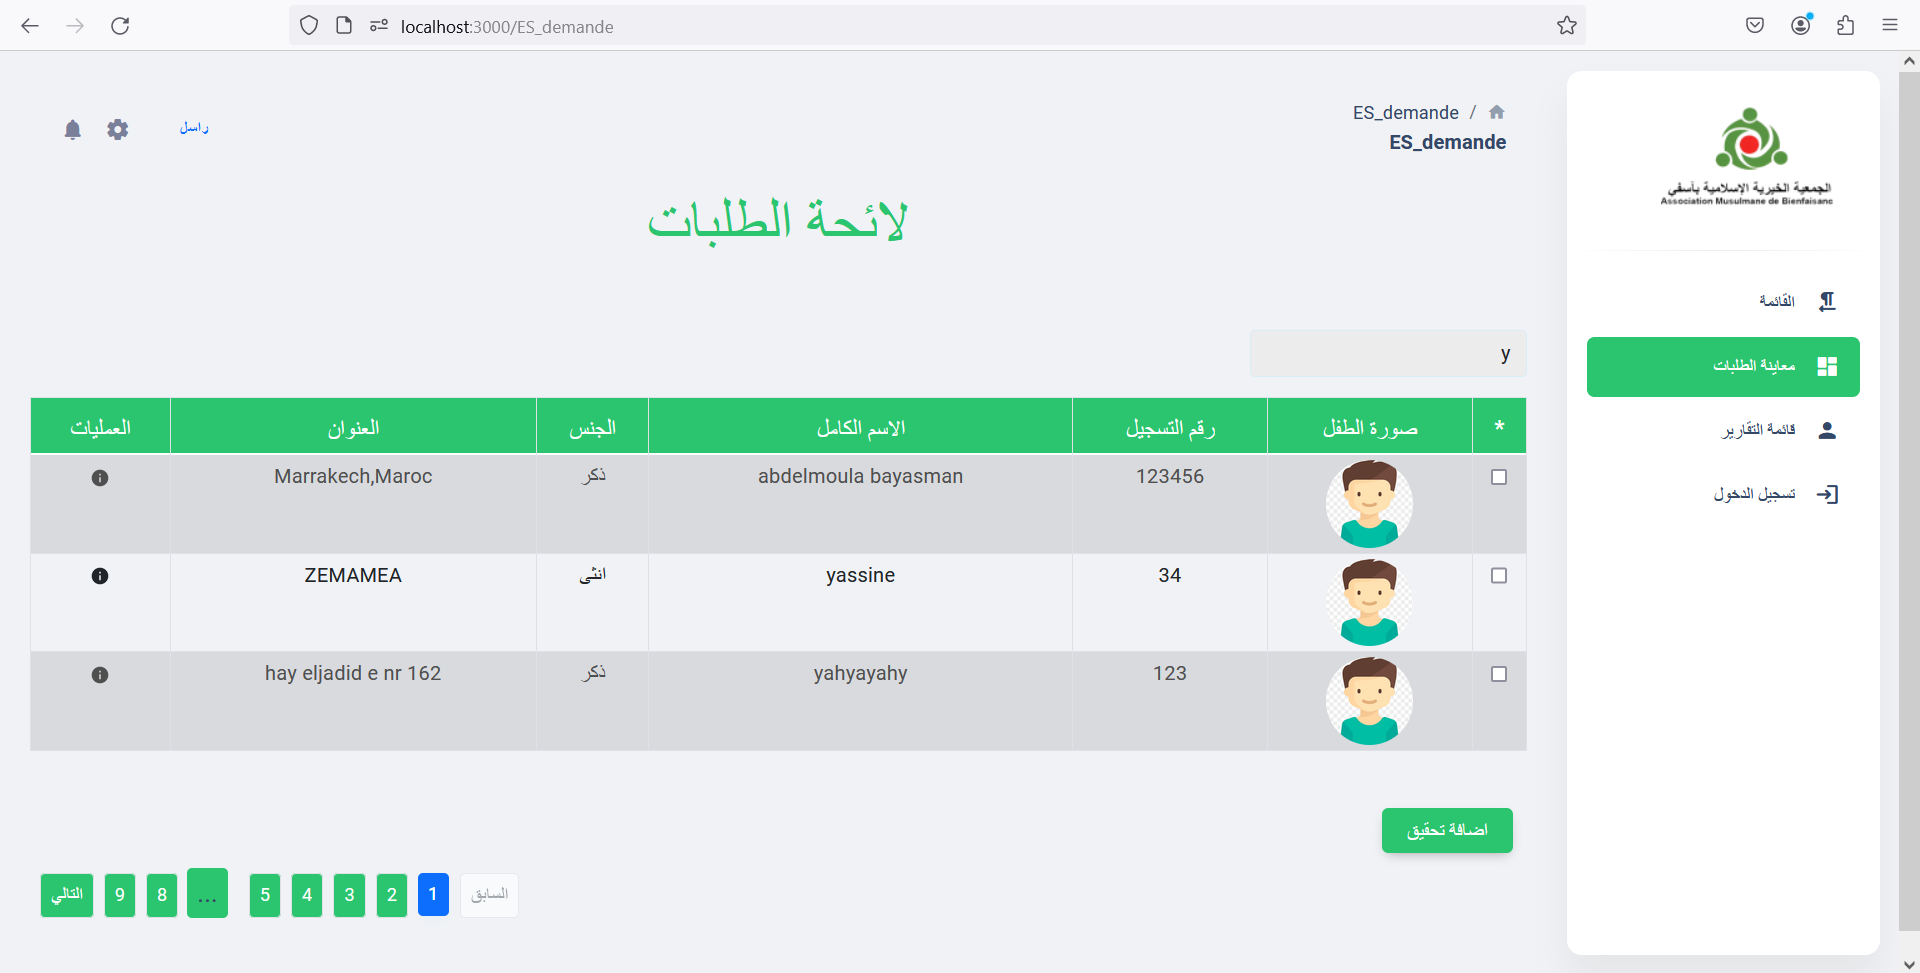 localhost:3000/ES_demande
ES_demande /
ES_demande
راسل
الجمعية الخيرية الإسلامية بآسفي
Association Musulmane de Bienfaisanc
القائمة
معاينة الطلبات
قائمة التقارير
تسجيل الدخول
لائحة الطلبات
y
* صورة الطفل رقم التسجيل الاسم الكامل الجنس العنوان العمليات
123456 abdelmoula bayasman ذكر Marrakech,Maroc
34 yassine انثى ZEMAMEA
123 yahyayahy ذكر hay eljadid e nr 162
اضافة تحقيق
السابق 1 2 3 4 5 ... 8 9 التالي